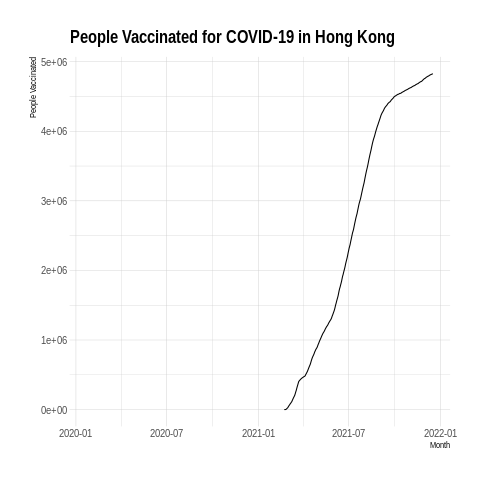 People Vaccinated for COVID-19 in Hong Kong
People Vaccinated
5e+06
4e+06
3e+06
2e+06
1e+06
0e+00
2020-01 2020-07 2021-01 2021-07 2022-01
Month